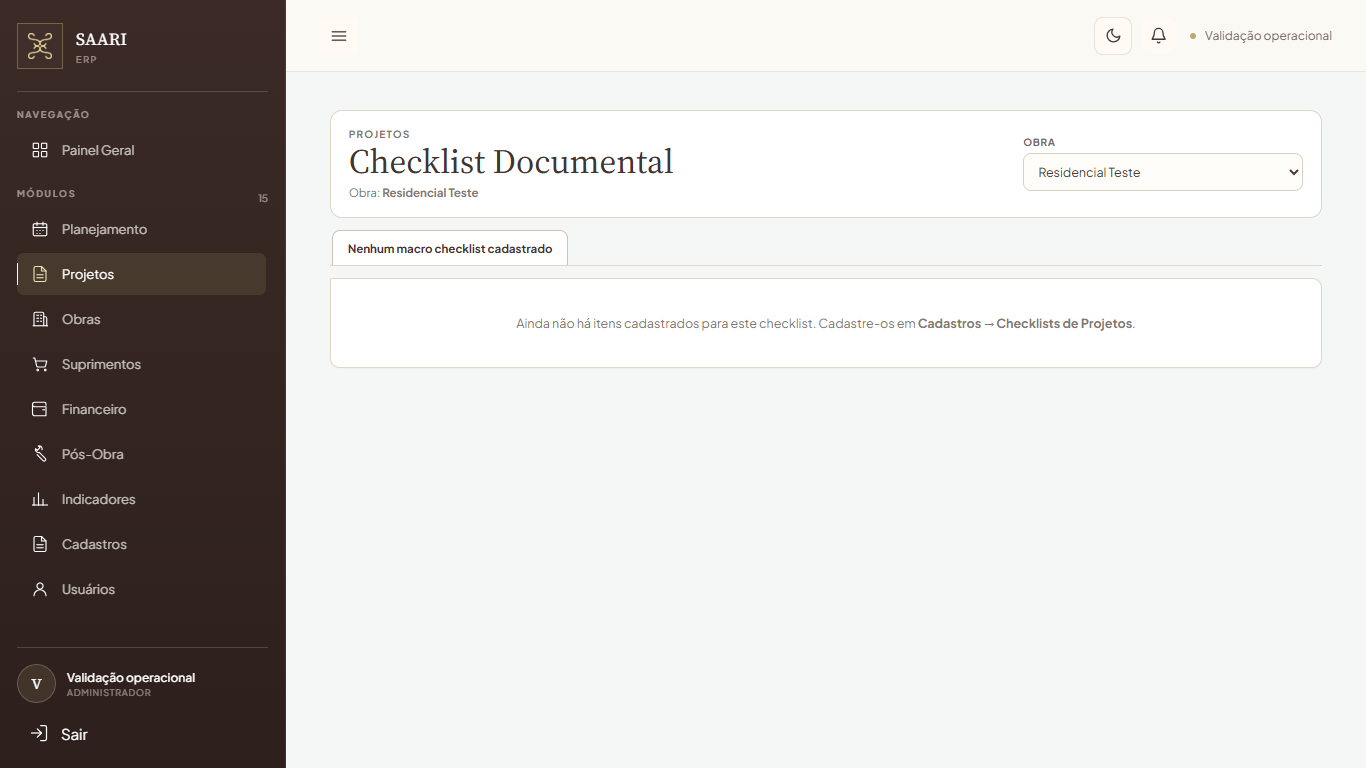 SAARI
ERP
NAVEGAÇÃO
Painel Geral
MÓDULOS
15
Planejamento
Projetos
Obras
Suprimentos
Financeiro
Pós-Obra
Indicadores
Cadastros
Usuários
V
Validação operacional
ADMINISTRADOR
Sair
Validação operacional
PROJETOS
Checklist Documental
Obra: Residencial Teste
OBRA
Residencial Teste
Nenhum macro checklist cadastrado
Ainda não há itens cadastrados para este checklist. Cadastre-os em Cadastros → Checklists de Projetos.